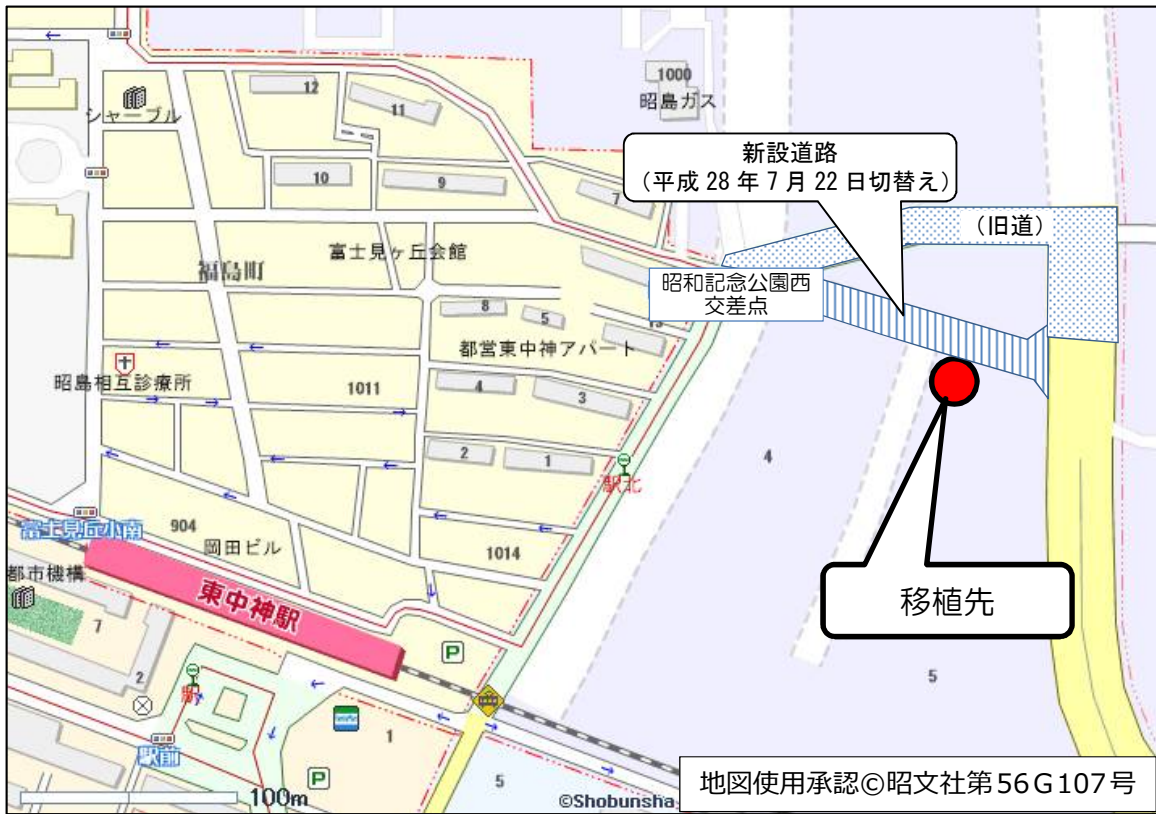 12
11
1000
昭島ガス
シャーブル
新設道路
（平成 28 年 7 月 22 日切替え）
10
9
7
（旧道）
富士見ヶ丘会館
福島町
昭和記念公園西
交差点
8
5
13
都営東中神アパート
昭島相互診療所
1011
4
3
2
1
4
駅北
904
富士見丘小南
岡田ビル
1014
都市機構
東中神駅
移植先
7
P
2
5
1
駅前
P
5
100m
©Shobunsha
地図使用承認©昭文社第56G107号